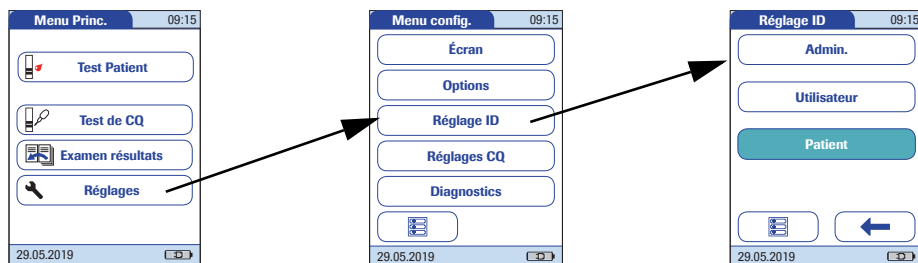 Menu Princ. 09:15
Test Patient
Test de CQ
Examen résultats
Réglages
29.05.2019
Menu config. 09:15
Écran
Options
Réglage ID
Réglages CQ
Diagnostics
29.05.2019
Réglage ID 09:15
Admin.
Utilisateur
Patient
29.05.2019